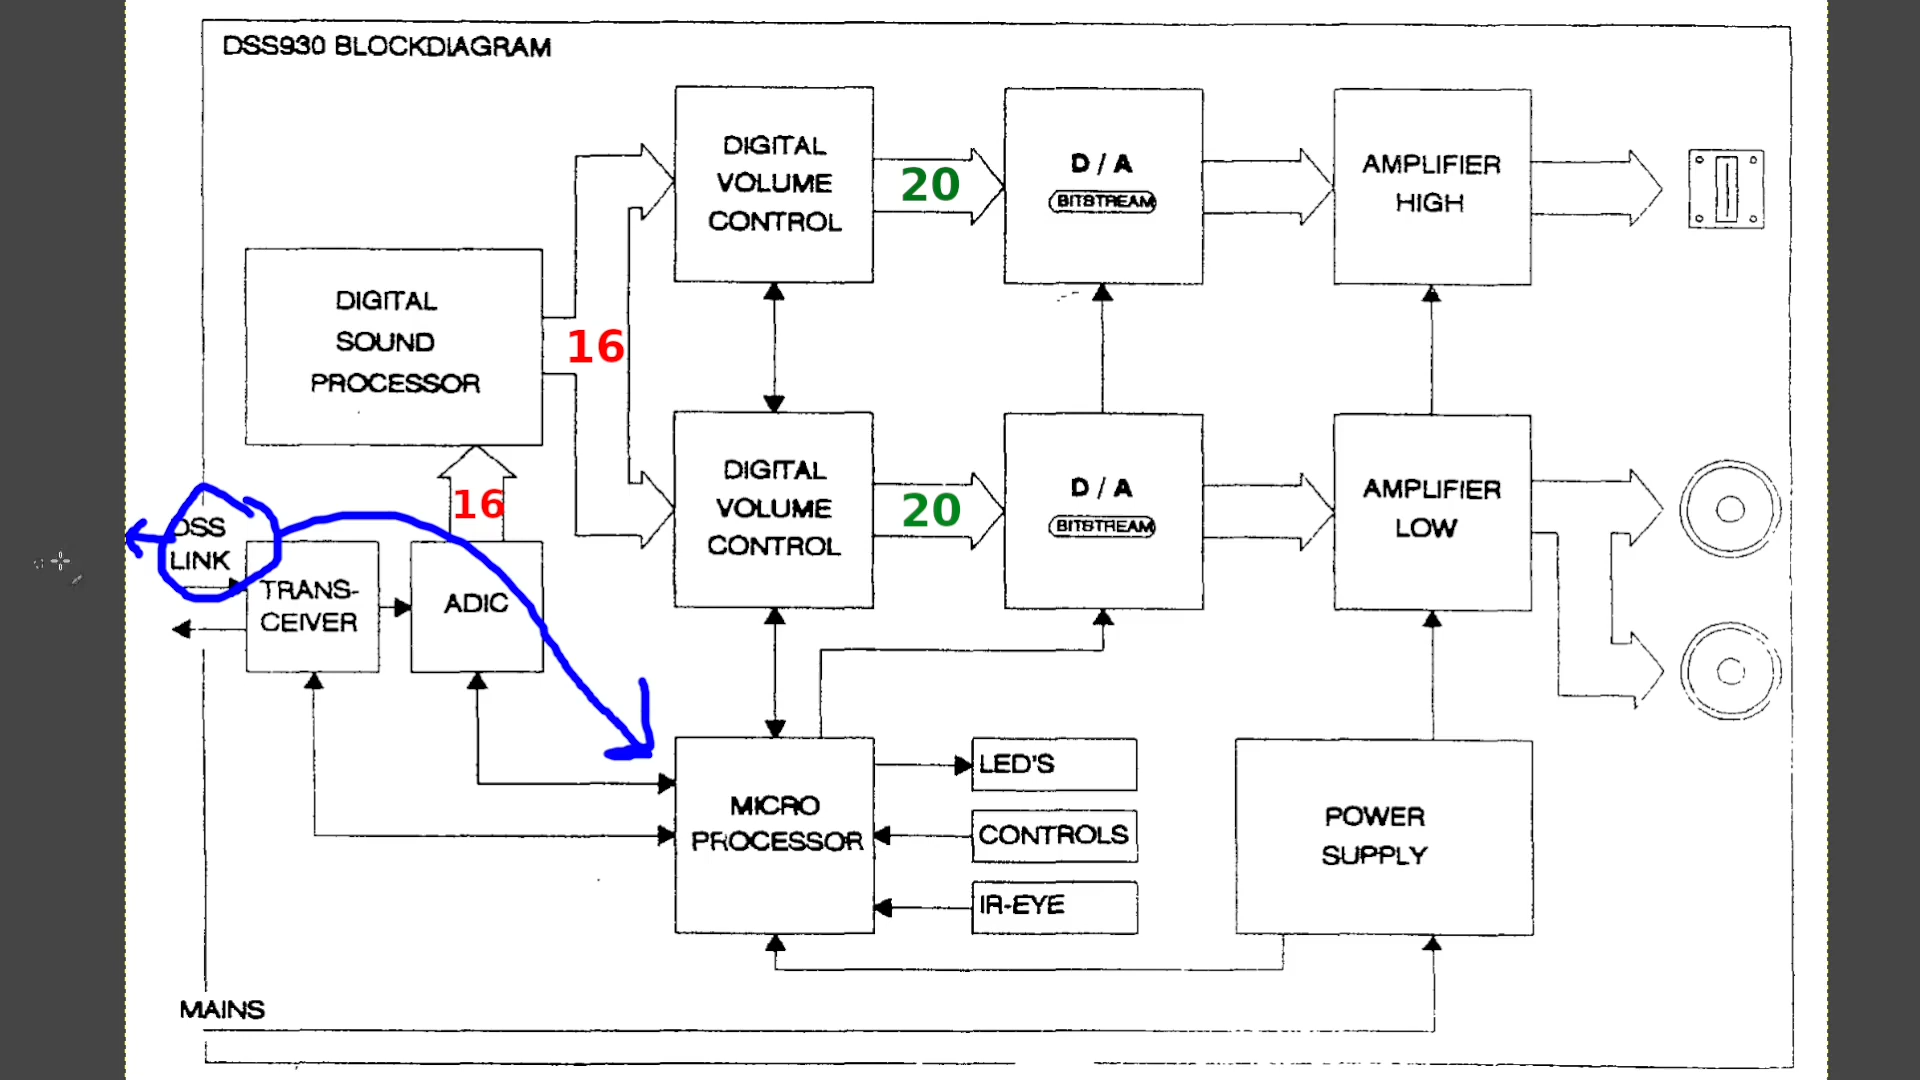 DSS930 BLOCKDIAGRAM
DIGITAL
VOLUME
CONTROL
20
D / A
BITSTREAM
AMPLIFIER
HIGH
DIGITAL
SOUND
PROCESSOR
16
DIGITAL
VOLUME
CONTROL
20
D / A
BITSTREAM
AMPLIFIER
LOW
16
DSS
LINK
TRANS-
CEIVER
ADIC
MICRO
PROCESSOR
LED'S
CONTROLS
IR-EYE
POWER
SUPPLY
MAINS